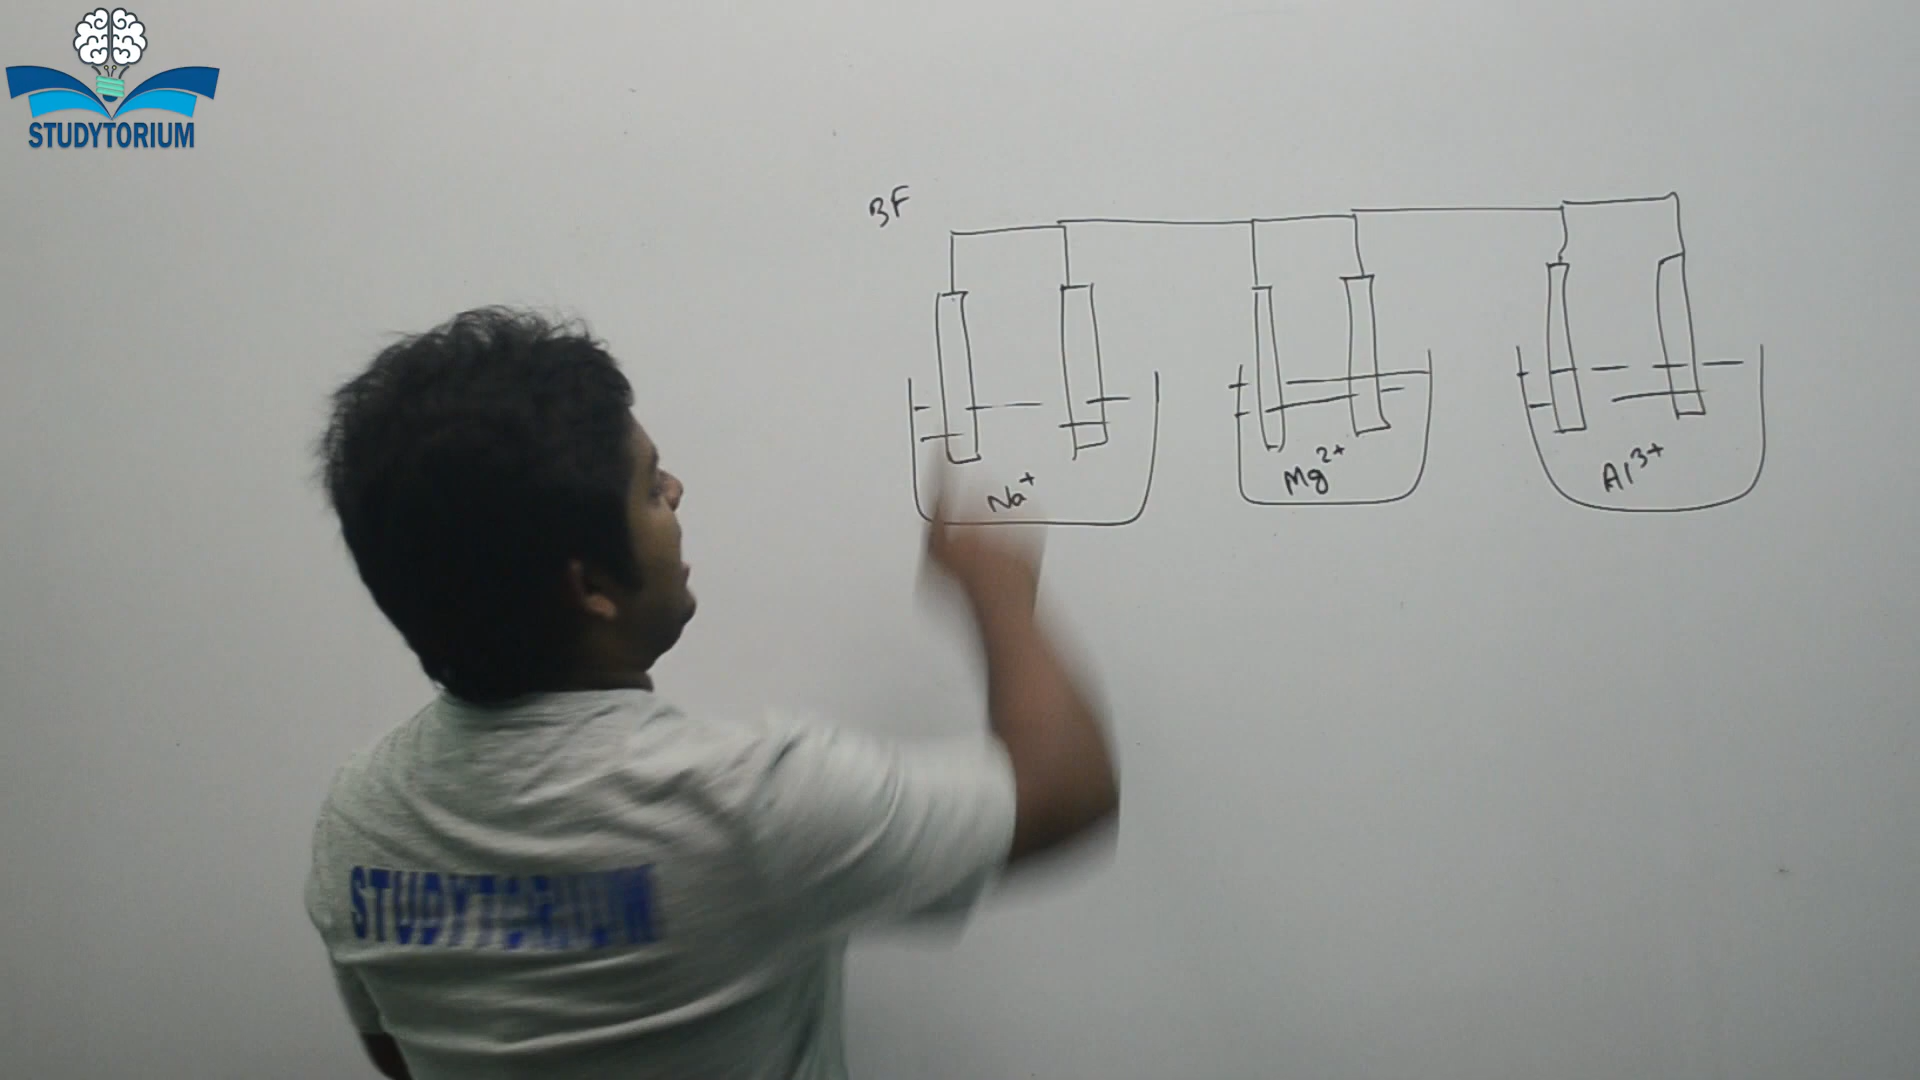 STUDYTORIUM
3F
Na+
Mg2+
Al3+
STUDYTORIUM